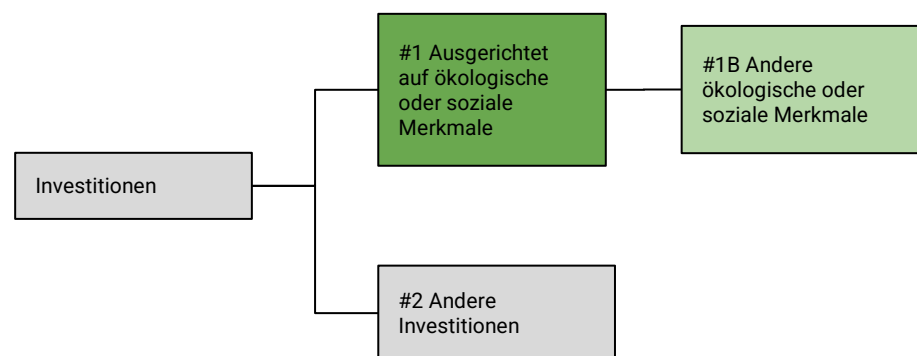 #1 Ausgerichtet
auf ökologische
oder soziale
Merkmale
#1B Andere
ökologische oder
soziale Merkmale
Investitionen
#2 Andere
Investitionen